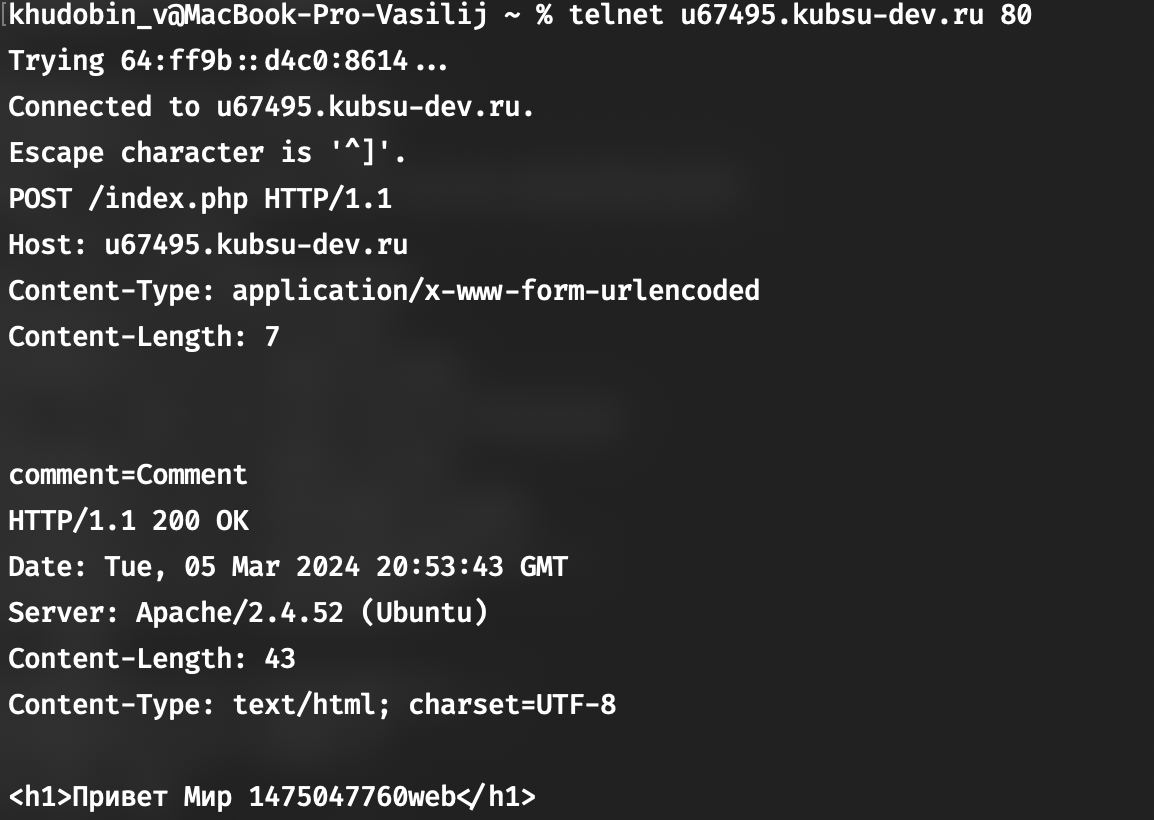 khudobin_v@MacBook-Pro-Vasilij ~ % telnet u67495.kubsu-dev.ru 80
Trying 64:ff9b::d4c0:8614...
Connected to u67495.kubsu-dev.ru.
Escape character is '^]'.
POST /index.php HTTP/1.1
Host: u67495.kubsu-dev.ru
Content-Type: application/x-www-form-urlencoded
Content-Length: 7
comment=Comment
HTTP/1.1 200 OK
Date: Tue, 05 Mar 2024 20:53:43 GMT
Server: Apache/2.4.52 (Ubuntu)
Content-Length: 43
Content-Type: text/html; charset=UTF-8
<h1>Привет Мир 1475047760web</h1>